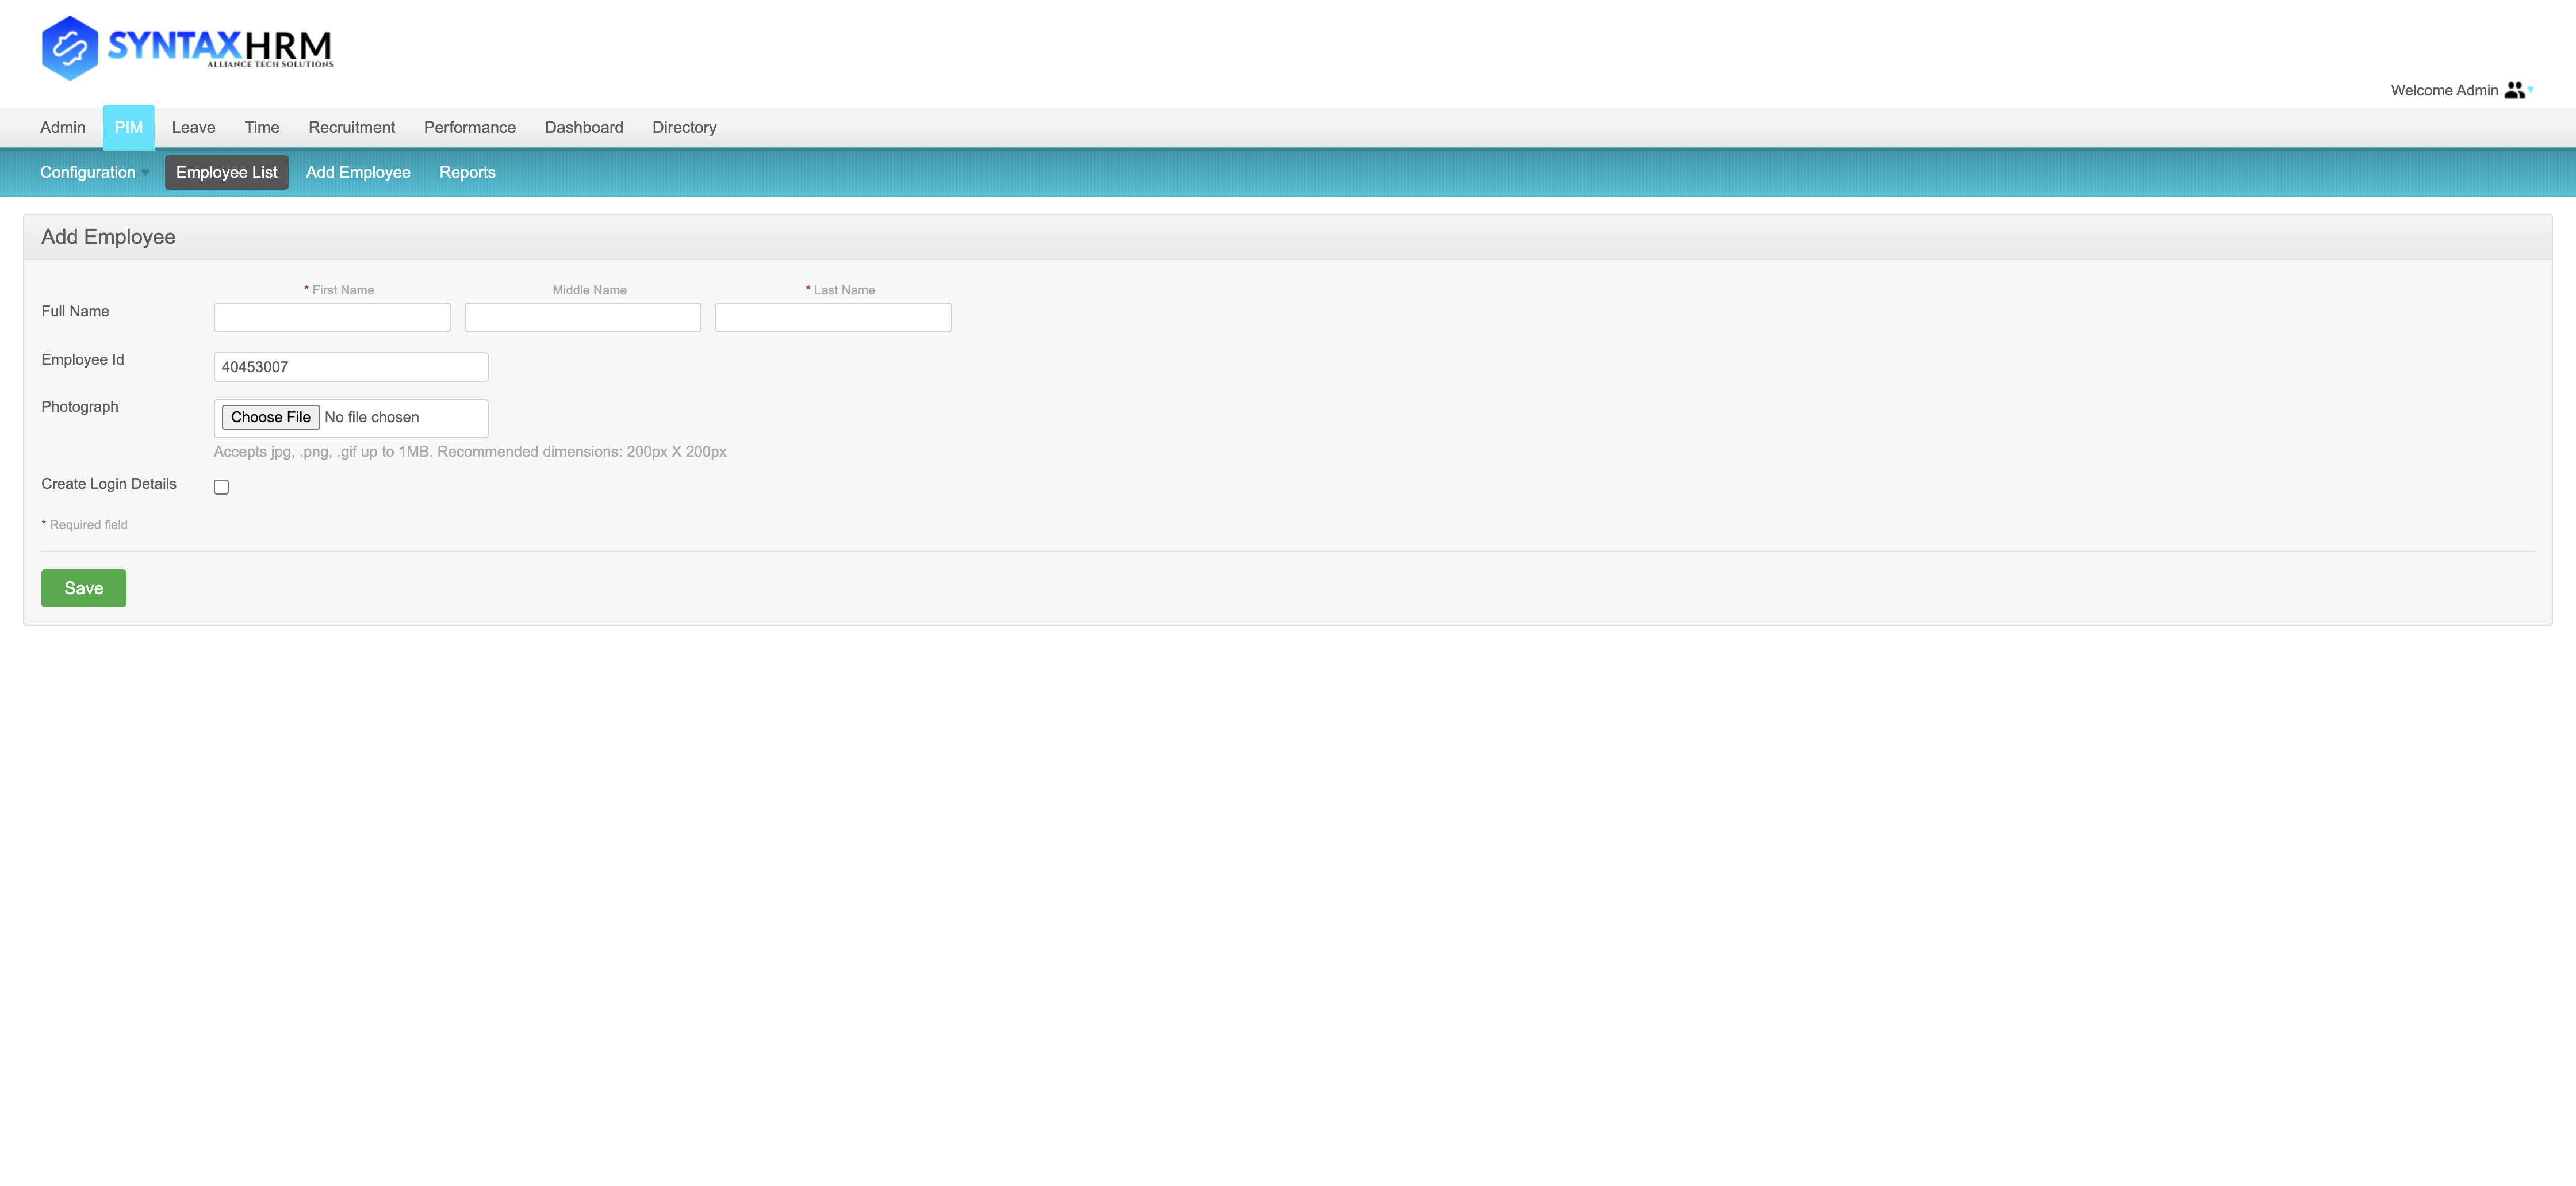 SYNTAXHRM
ALLIANCE TECH SOLUTIONS
Welcome Admin
Admin PIM Leave Time Recruitment Performance Dashboard Directory
Configuration Employee List Add Employee Reports
Add Employee
* First Name Middle Name * Last Name
Full Name
Employee Id 40453007
Photograph Choose File No file chosen
Accepts jpg, .png, .gif up to 1MB. Recommended dimensions: 200px X 200px
Create Login Details
* Required field
Save